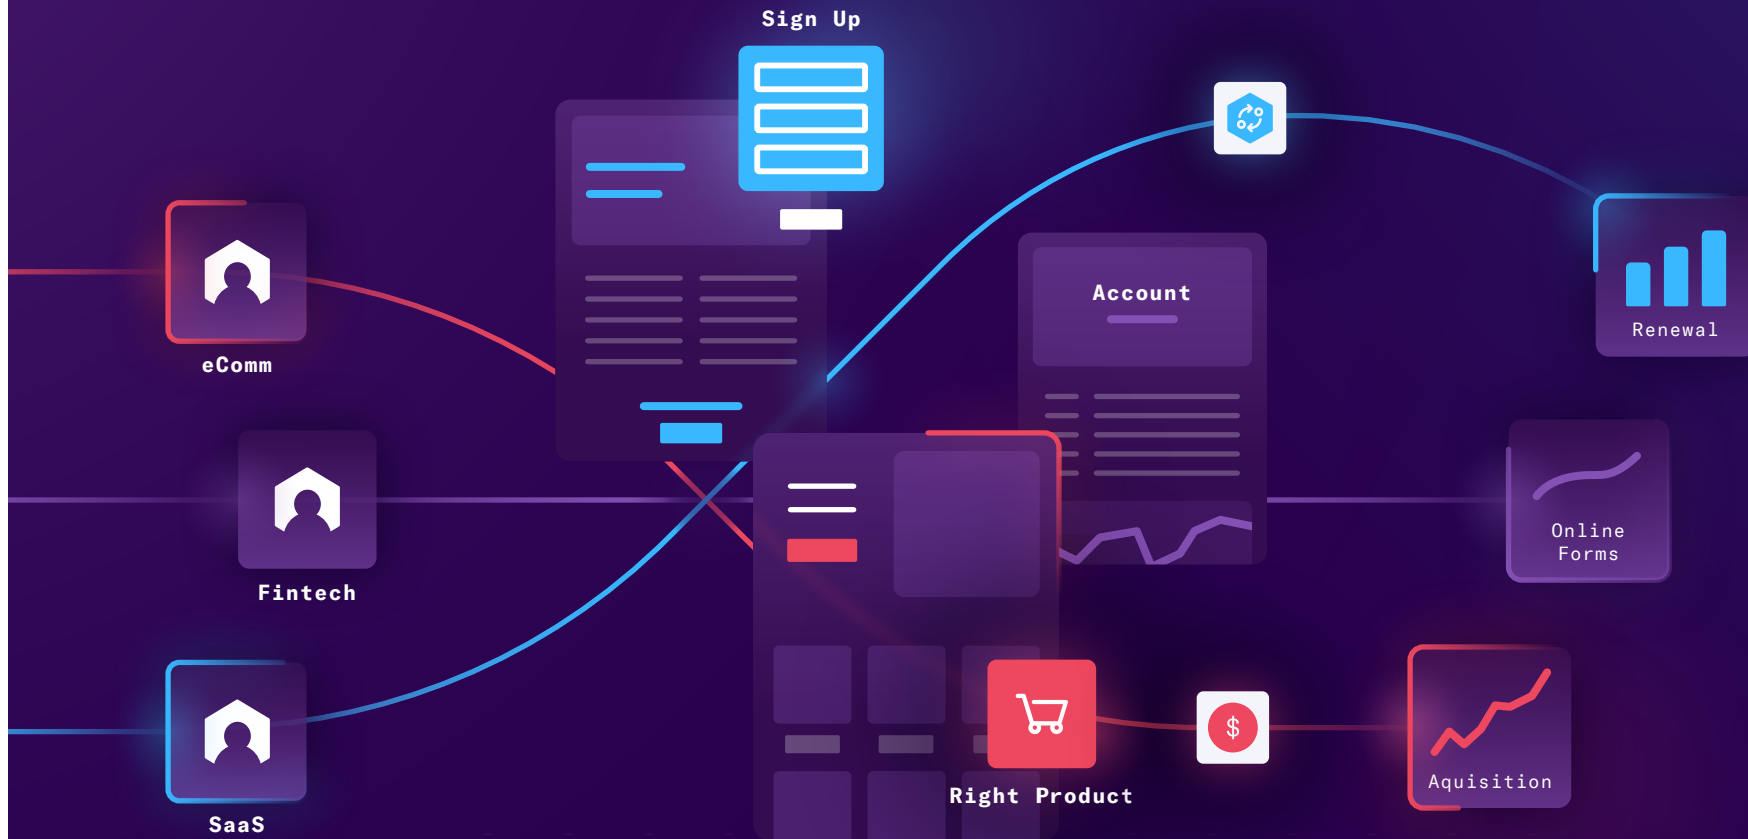 Sign Up
eComm
Account
Renewal
Fintech
Online
Forms
SaaS
$
Right Product
Aquisition